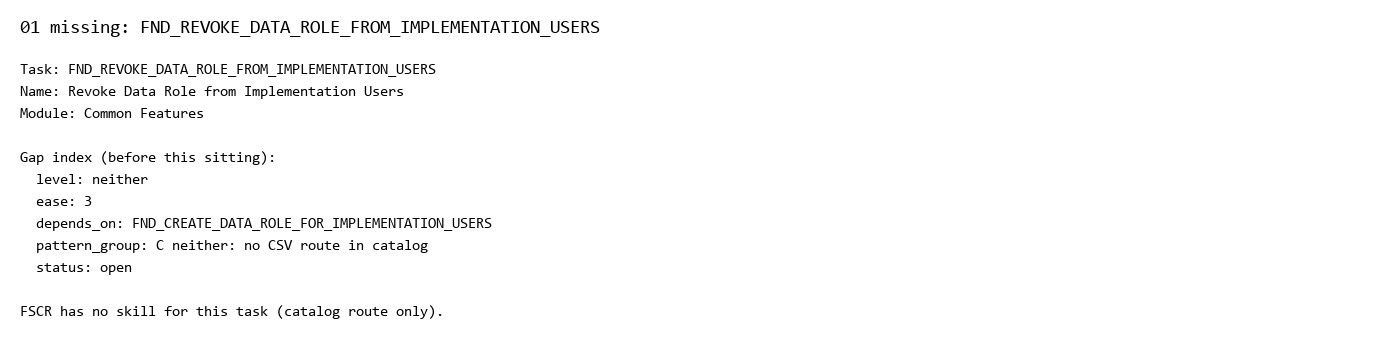 01 missing: FND_REVOKE_DATA_ROLE_FROM_IMPLEMENTATION_USERS
Task: FND_REVOKE_DATA_ROLE_FROM_IMPLEMENTATION_USERS
Name: Revoke Data Role from Implementation Users
Module: Common Features
Gap index (before this sitting):
level: neither
ease: 3
depends_on: FND_CREATE_DATA_ROLE_FOR_IMPLEMENTATION_USERS
pattern_group: C neither: no CSV route in catalog
status: open
FSCR has no skill for this task (catalog route only).